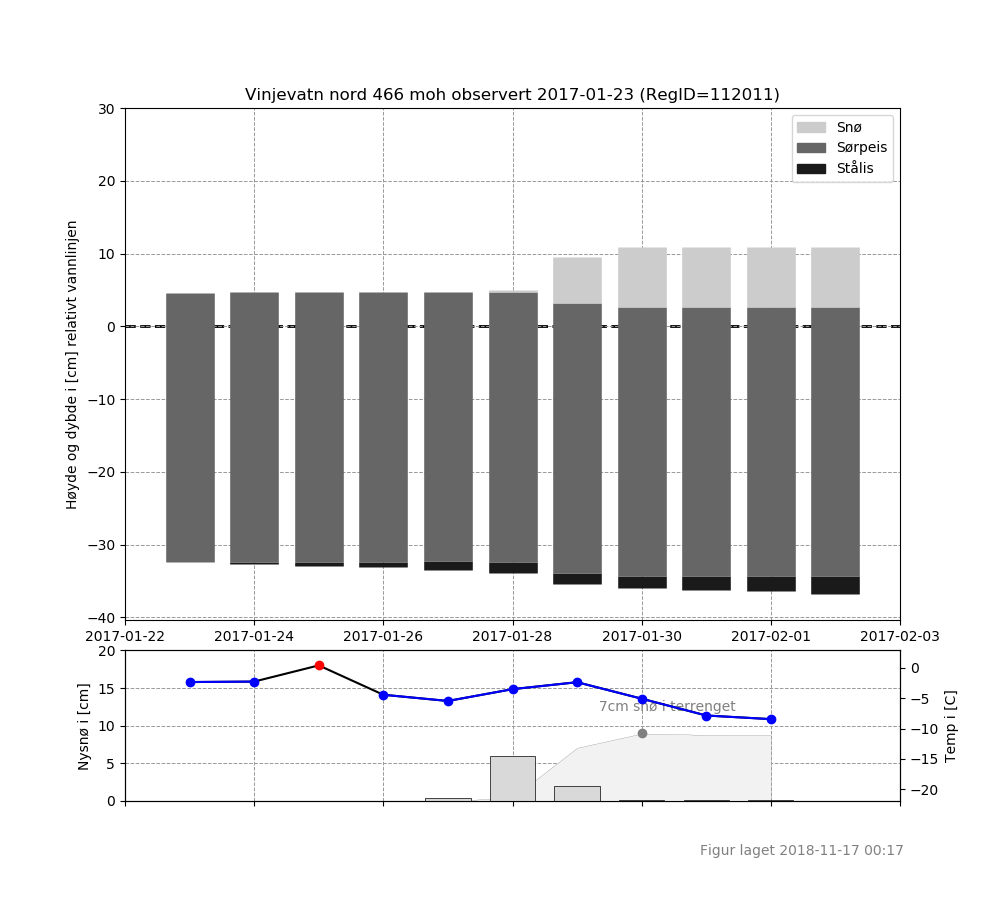 Vinjevatn nord 466 moh observert 2017-01-23 (RegID=112011)
Snø
Sørpeis
Stålis
Høyde og dybde i [cm] relativt vannlinjen
30
20
10
0
−10
−20
−30
−40
2017-01-22 2017-01-24 2017-01-26 2017-01-28 2017-01-30 2017-02-01 2017-02-03
Nysnø i [cm]
20
15
10
5
0
7cm snø i terrenget
0
−5
−10
−15
−20
Temp i [C]
Figur laget 2018-11-17 00:17